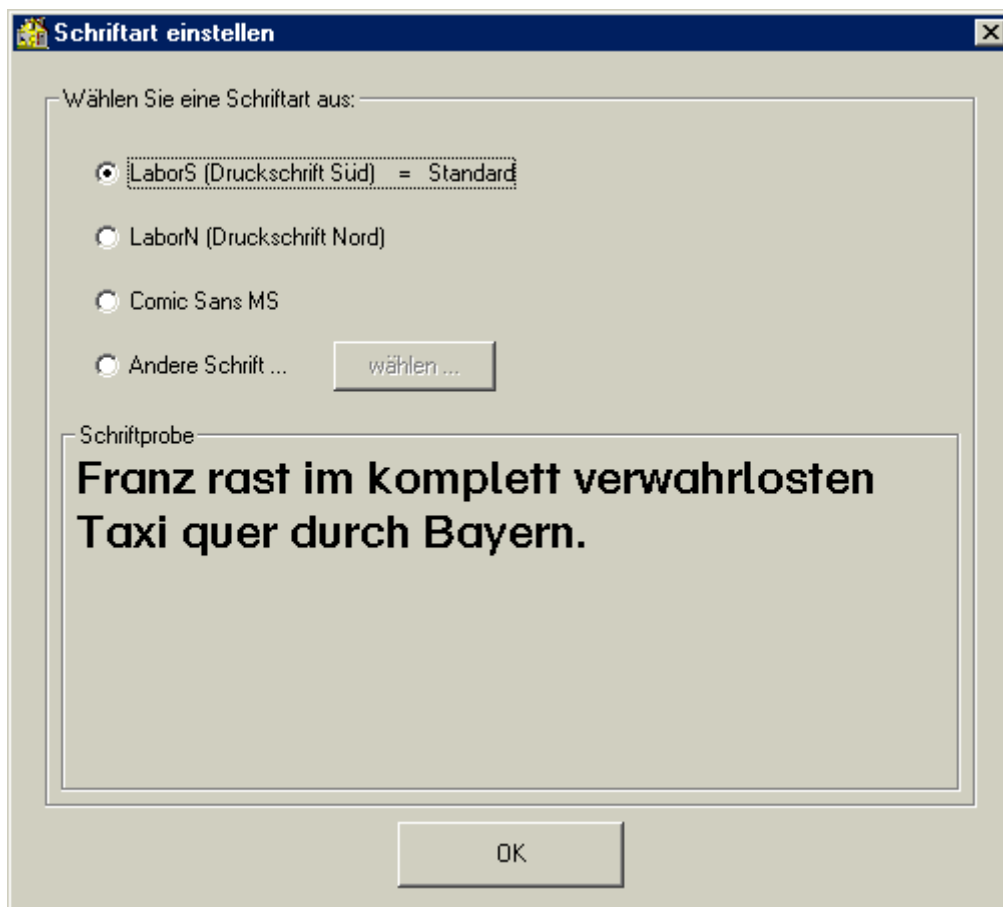 Schriftart einstellen
Wählen Sie eine Schriftart aus:
LaborS (Druckschrift Süd) = Standard
LaborN (Druckschrift Nord)
Comic Sans MS
Andere Schrift ... wählen ...
Schriftprobe
Franz rast im komplett verwahrlosten
Taxi quer durch Bayern.
OK